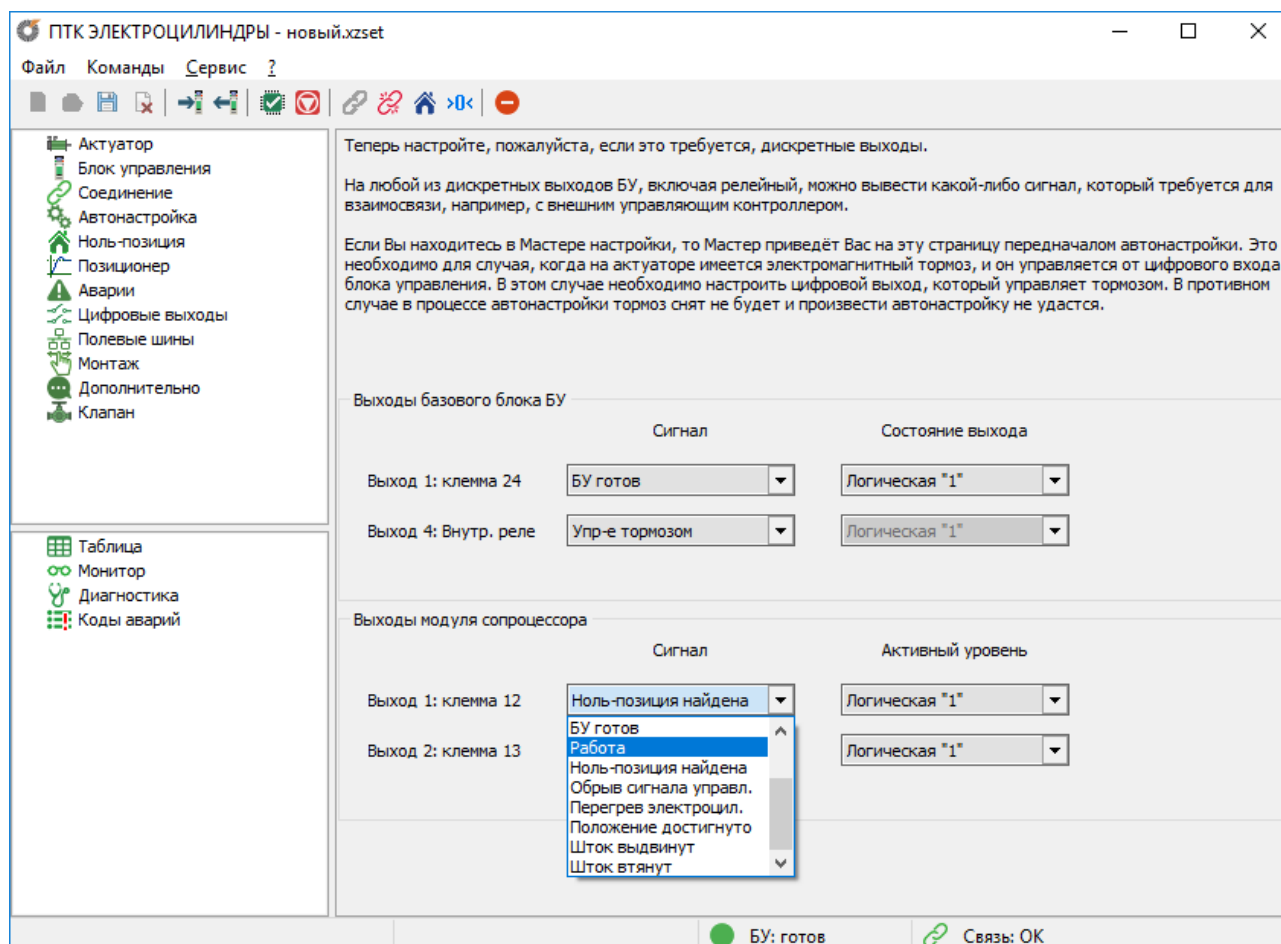 ПТК ЭЛЕКТРОЦИЛИНДРЫ - новый.xzset
Файл Команды Сервис ?
>0<
Актуатор
Блок управления
Соединение
Автонастройка
Ноль-позиция
Позиционер
Аварии
Цифровые выходы
Полевые шины
Монтаж
Дополнительно
Клапан
Таблица
Монитор
Диагностика
Коды аварий
Теперь настройте, пожалуйста, если это требуется, дискретные выходы.
На любой из дискретных выходов БУ, включая релейный, можно вывести какой-либо сигнал, который требуется для
взаимосвязи, например, с внешним управляющим контроллером.
Если Вы находитесь в Мастере настройки, то Мастер приведёт Вас на эту страницу передначалом автонастройки. Это
необходимо для случая, когда на актуаторе имеется электромагнитный тормоз, и он управляется от цифрового входа
блока управления. В этом случае необходимо настроить цифровой выход, который управляет тормозом. В противном
случае в процессе автонастройки тормоз снят не будет и произвести автонастройку не удастся.
Выходы базового блока БУ
Сигнал Состояние выхода
Выход 1: клемма 24 БУ готов Логическая "1"
Выход 4: Внутр. реле Упр-е тормозом Логическая "1"
Выходы модуля сопроцессора
Сигнал Активный уровень
Выход 1: клемма 12 Ноль-позиция найдена Логическая "1"
Выход 2: клемма 13 Логическая "1"
БУ готов
Работа
Ноль-позиция найдена
Обрыв сигнала управл.
Перегрев электроцил.
Положение достигнуто
Шток выдвинут
Шток втянут
БУ: готов Связь: ОК